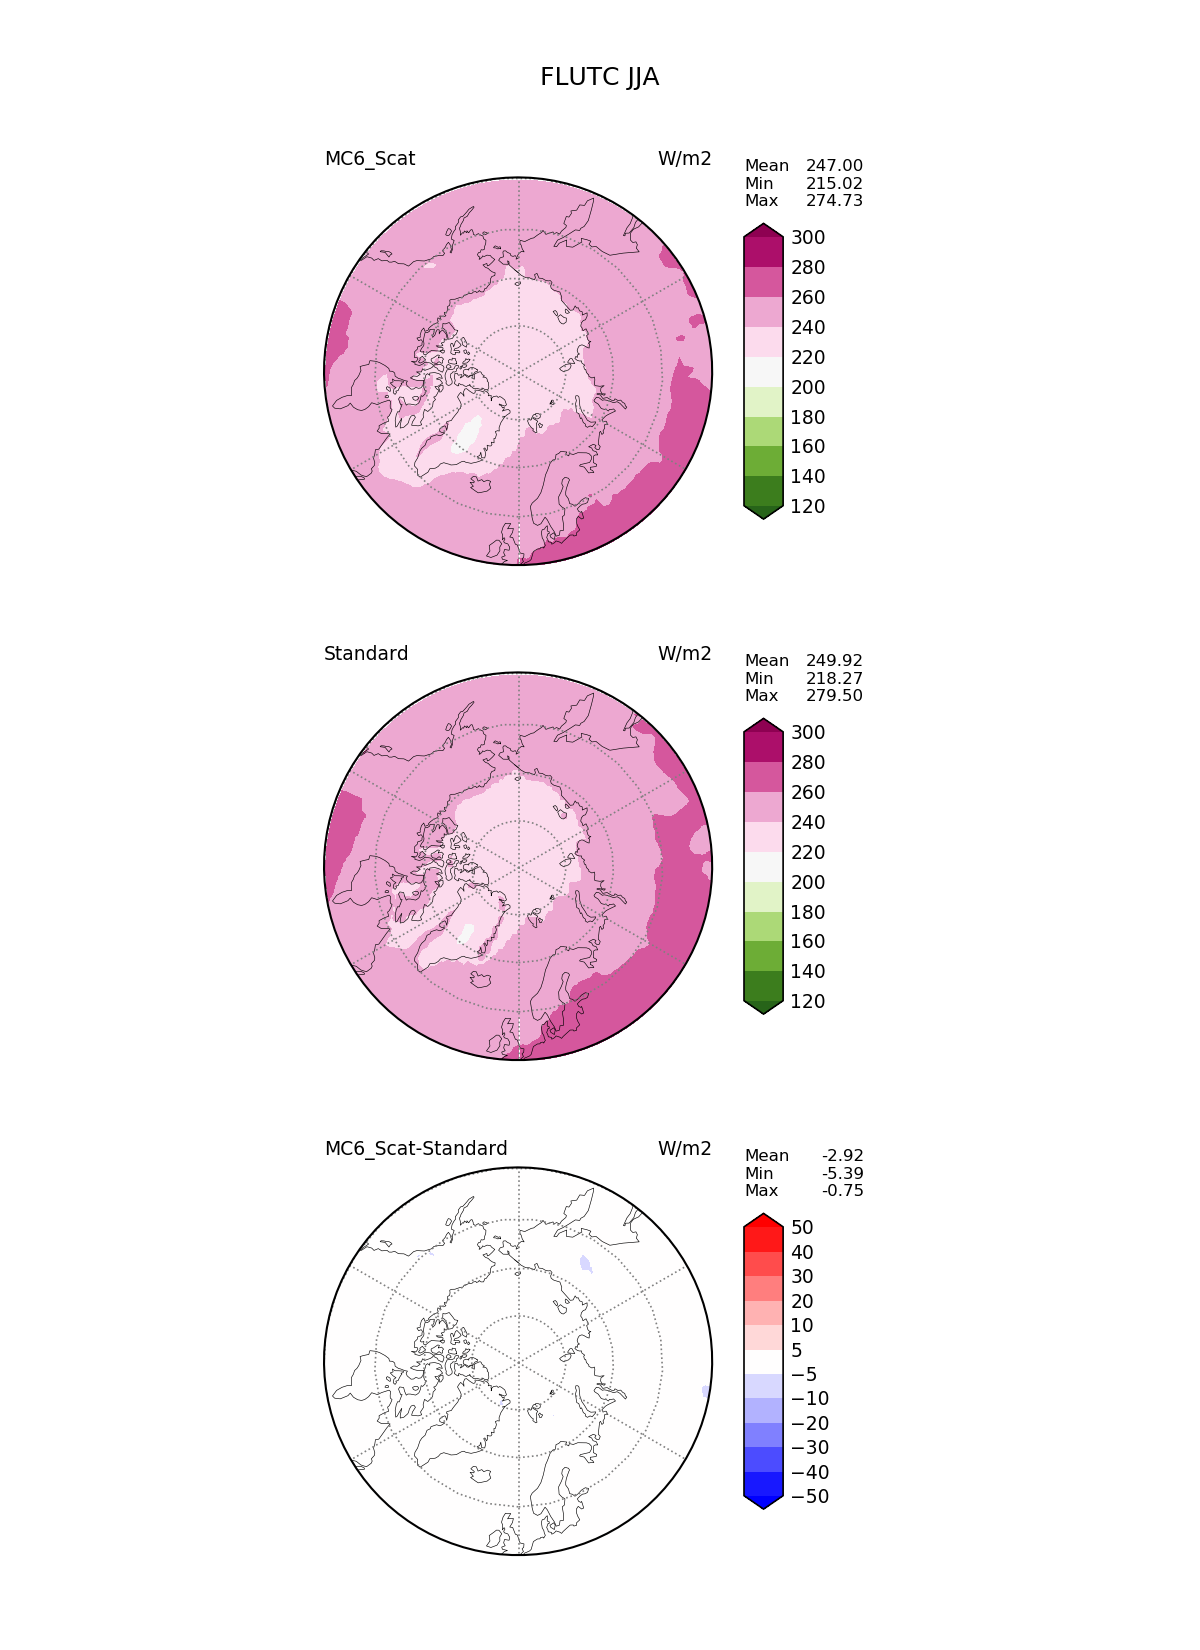 FLUTC JJA
MC6_Scat W/m2
Mean 247.00
Min 215.02
Max 274.73
300
280
260
240
220
200
180
160
140
120
Standard W/m2
Mean 249.92
Min 218.27
Max 279.50
300
280
260
240
220
200
180
160
140
120
MC6_Scat-Standard W/m2
Mean -2.92
Min -5.39
Max -0.75
50
40
30
20
10
5
−5
−10
−20
−30
−40
−50